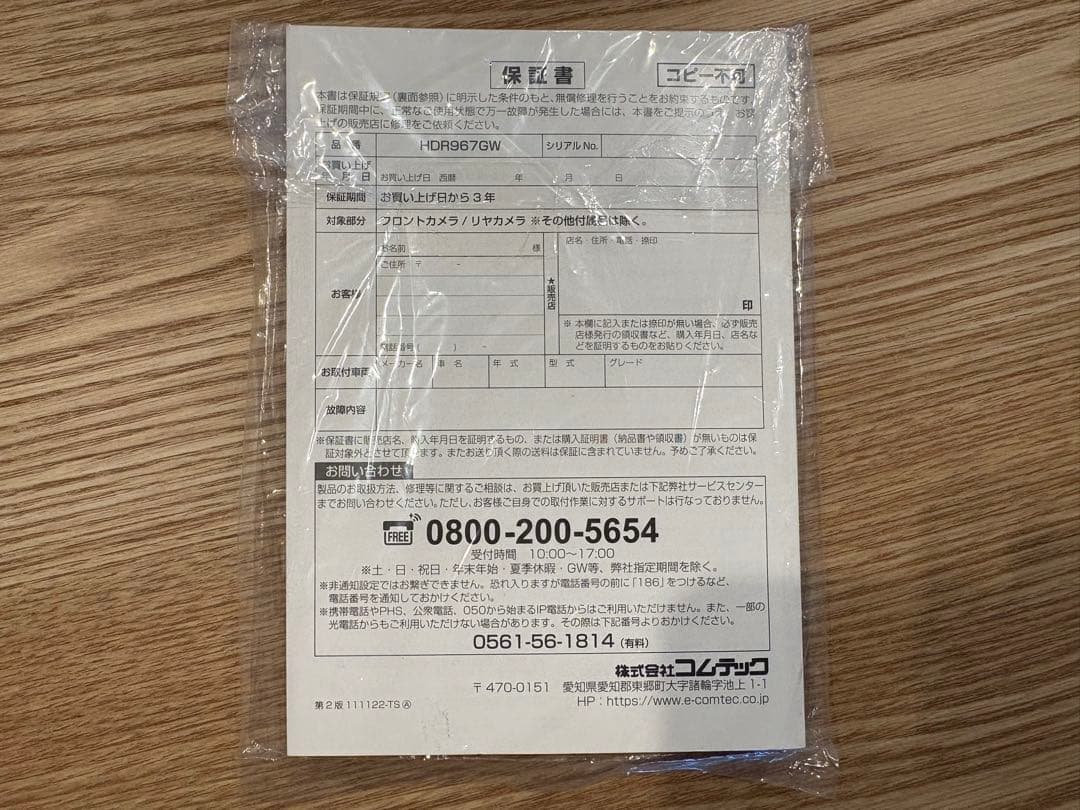 保証書
コピー不可
本書は保証規定(裏面参照)に明示した条件のもと、無償修理を行うことをお約束するものです
保証期間中に、正常なご使用状態で万一故障が発生した場合には、本書をご提示のうえ、お買
上げの販売店に修理をご依頼ください。
品番 HDR967GW シリアルNo.
お買い上げ
月日 お買い上げ日 西暦 年 月 日
保証期間 お買い上げ日から3年
対象部分 フロントカメラ/リヤカメラ ※その他付属品は除く。
お客様
お名前 様
ご住所 〒 -
電話番号( ) -
★販売店
店名・住所・電話・捺印
印
※本欄に記入または捺印が無い場合、必ず販売
店様発行の領収書など、購入年月日、店名な
どを証明するものをお貼りください。
お取付車両 メーカー名 車名 年式 型式 グレード
故障内容
※保証書に販売店名、購入年月日を証明するもの、または購入証明書(納品書や領収書)が無いものは保
証対象外とさせて頂きます。またお送り頂く際の送料は保証に含まれていません。予めご了承ください。
お問い合わせ
製品のお取扱方法、修理等に関するご相談は、お買上げ頂いた販売店または下記弊社サービスセンター
までお問い合わせください。ただし、お客様ご自身での取付作業に対するサポートは行なっておりません。
FREE 0800-200-5654
受付時間 10:00〜17:00
※土・日・祝日・年末年始・夏季休暇・GW等、弊社指定期間を除く。
※非通知設定ではお繋ぎできません。恐れ入りますが電話番号の前に「186」をつけるなど、
電話番号を通知しておかけください。
※携帯電話やPHS、公衆電話、050から始まるIP電話からはご利用いただけません。また、一部の
光電話からもご利用いただけない場合があります。その際は下記番号よりおかけください。
0561-56-1814(有料)
株式会社コムテック
〒470-0151 愛知県愛知郡東郷町大字諸輪字池上1-1
HP:https://www.e-comtec.co.jp
第2版 111122-TS Ⓐ